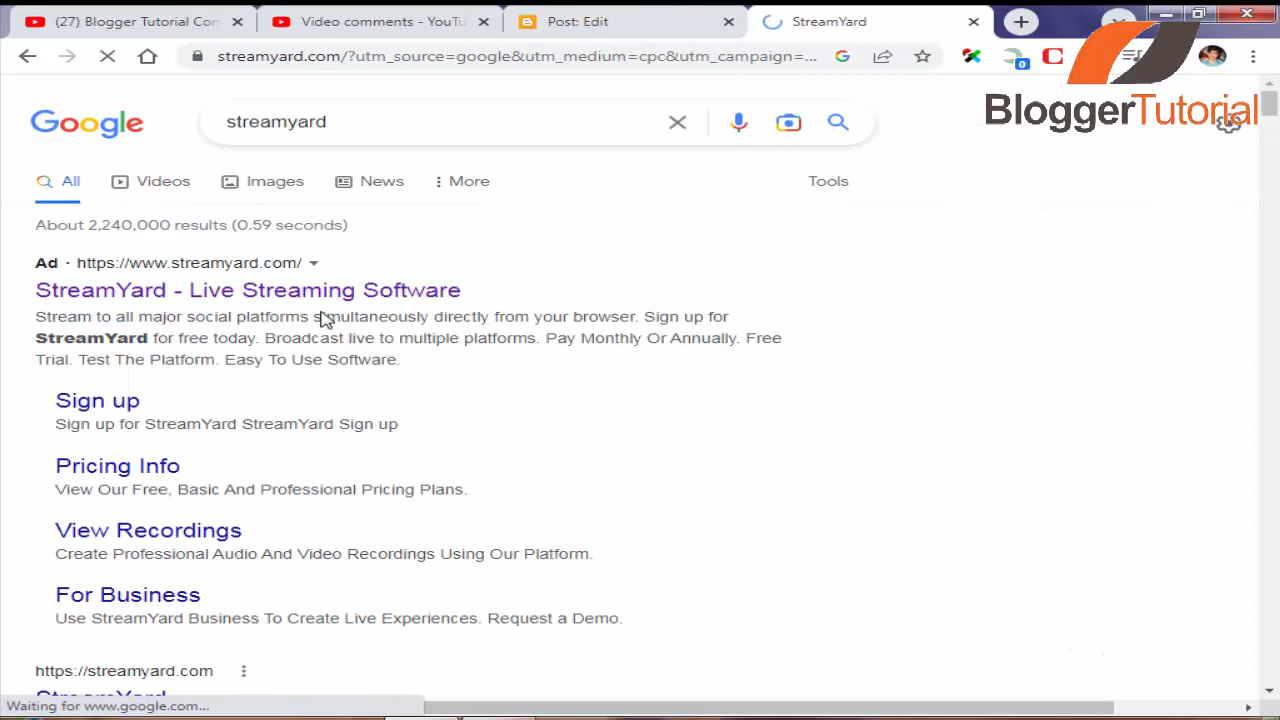 (27) Blogger Tutorial Con
Video comments - YouTu
Post: Edit
StreamYard
streamyard.com/?utm_source=google&utm_medium=cpc&utm_campaign=...
BloggerTutorial
Google
streamyard
All
Videos
Images
News
More
Tools
About 2,240,000 results (0.59 seconds)
Ad · https://www.streamyard.com/
StreamYard - Live Streaming Software
Stream to all major social platforms simultaneously directly from your browser. Sign up for
StreamYard for free today. Broadcast live to multiple platforms. Pay Monthly Or Annually. Free
Trial. Test The Platform. Easy To Use Software.
Sign up
Sign up for StreamYard StreamYard Sign up
Pricing Info
View Our Free, Basic And Professional Pricing Plans.
View Recordings
Create Professional Audio And Video Recordings Using Our Platform.
For Business
Use StreamYard Business To Create Live Experiences. Request a Demo.
https://streamyard.com
StreamYard
Waiting for www.google.com...